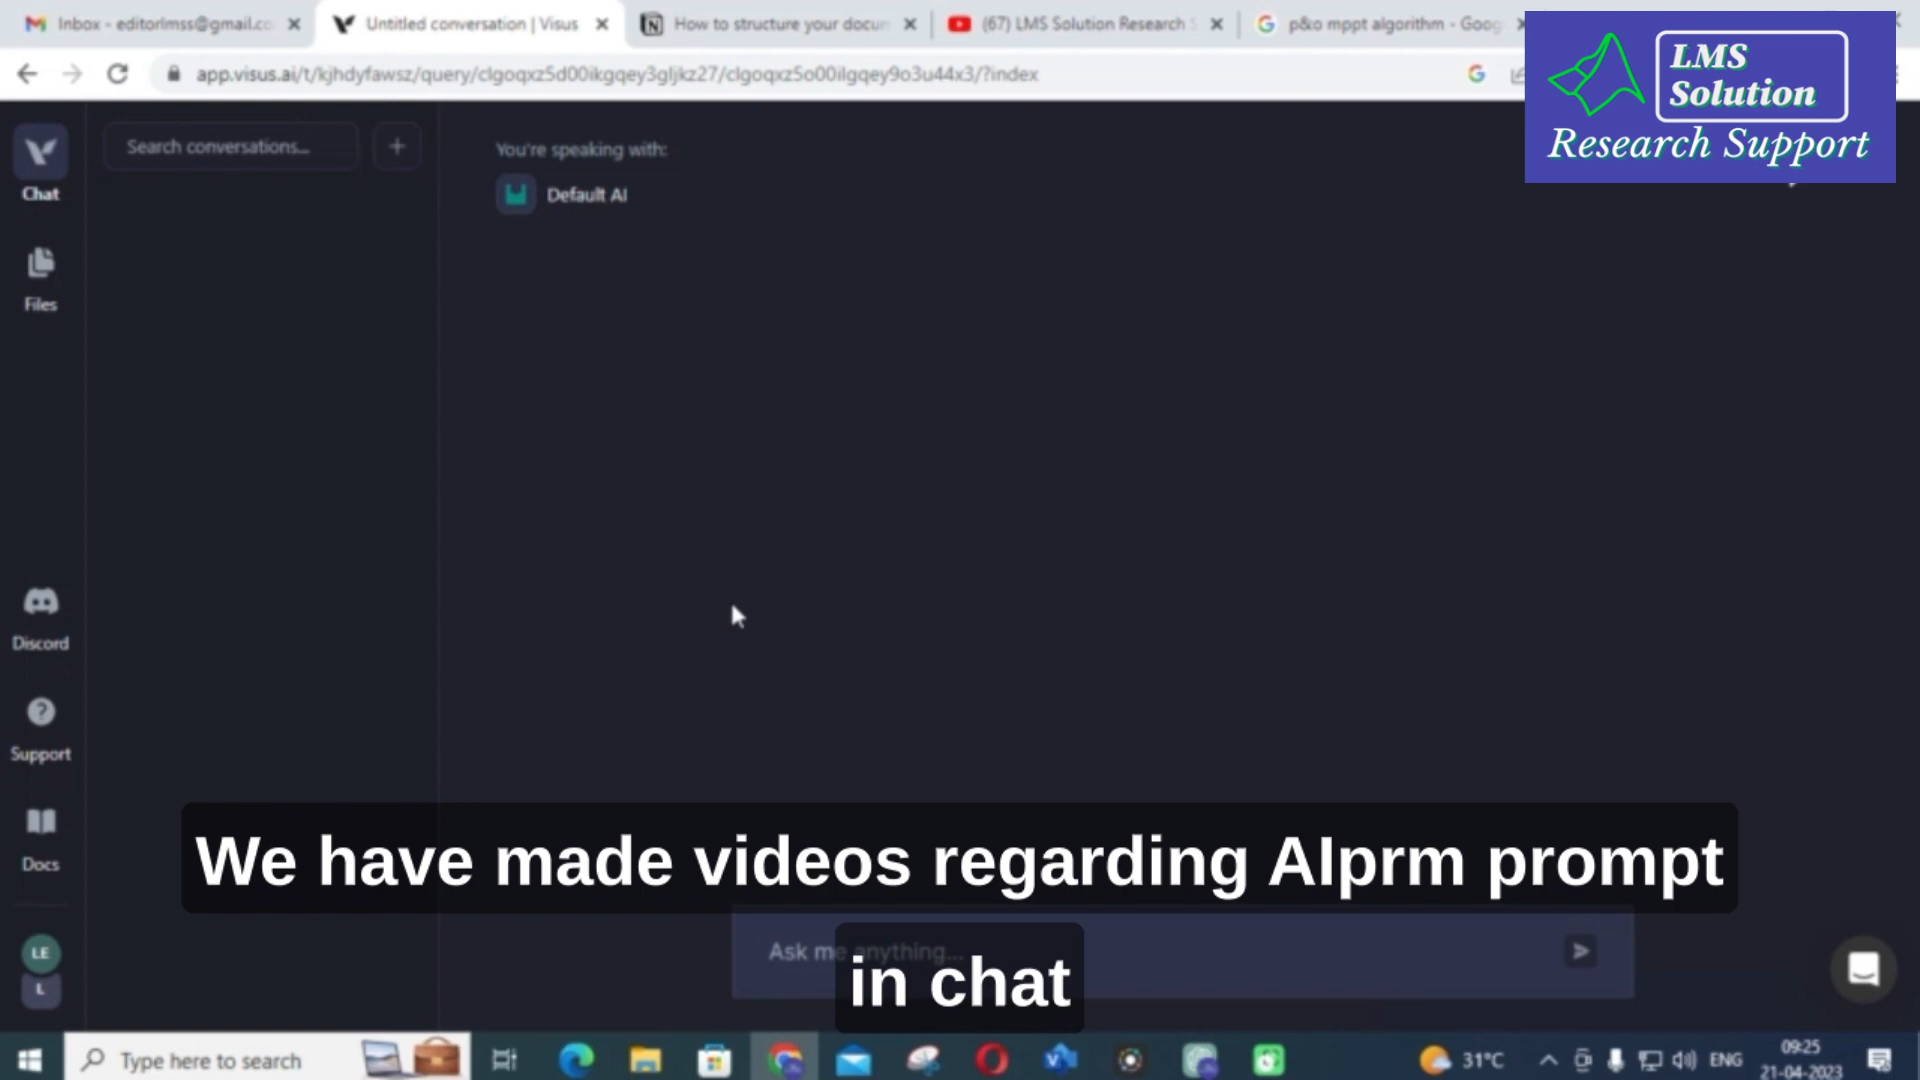 Inbox - editorlmss@gmail.co
Untitled conversation | Visus
How to structure your docur
(67) LMS Solution Research S
p&o mppt algorithm - Goog
app.visus.ai/t/kjhdyfawsz/query/clgoqxz5d00ikgqey3gljkz27/clgoqxz5o00ilgqey9o3u44x3/?index
LMS
Solution
Research Support
Search conversations...
+
You're speaking with:
Default AI
Chat
Files
Discord
Support
Docs
LE
L
We have made videos regarding AIprm prompt
in chat
Ask me anything...
Type here to search
31°C
ENG
09:25
21-04-2023